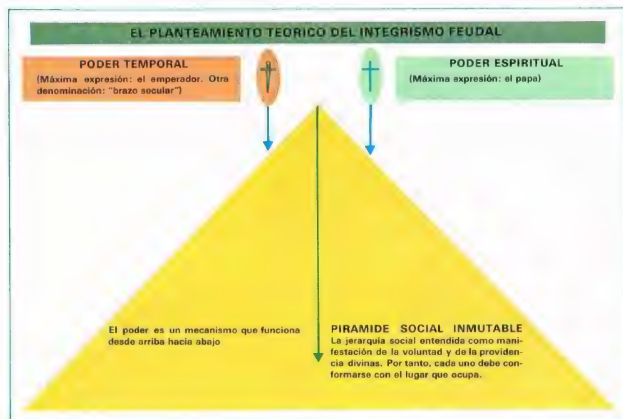 EL PLANTEAMIENTO TEORICO DEL INTEGRISMO FEUDAL
PODER TEMPORAL
(Máxima expresión: el emperador. Otra
denominación: "brazo secular")
PODER ESPIRITUAL
(Máxima expresión: el papa)
El poder es un mecanismo que funciona
desde arriba hacia abajo
PIRAMIDE SOCIAL INMUTABLE
La jerarquía social entendida como mani-
festación de la voluntad y de la providen-
cia divinas. Por tanto, cada uno debe con-
formarse con el lugar que ocupa.